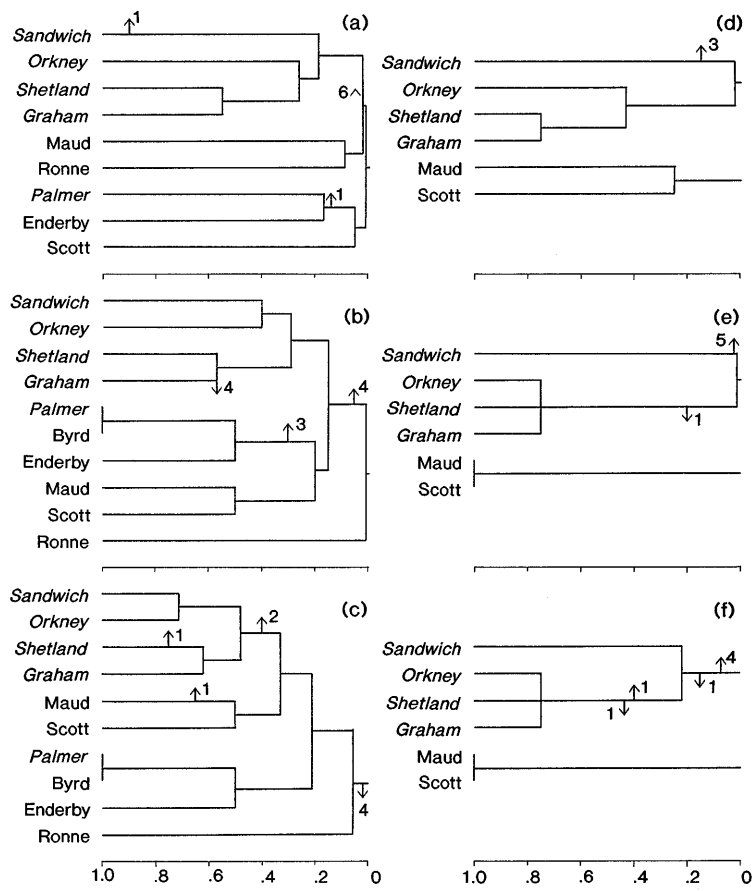 (a)
1
Sandwich
Orkney
Shetland
Graham
6
Maud
Ronne
Palmer
1
Enderby
Scott
(b)
Sandwich
Orkney
Shetland
Graham
4
4
Palmer
Byrd
3
Enderby
Maud
Scott
Ronne
(c)
Sandwich
Orkney
2
Shetland
1
Graham
Maud
1
Scott
Palmer
Byrd
Enderby
4
Ronne
1.0 .8 .6 .4 .2 0
(d)
3
Sandwich
Orkney
Shetland
Graham
Maud
Scott
(e)
5
Sandwich
Orkney
Shetland
1
Graham
Maud
Scott
(f)
Sandwich
4
Orkney
1
1
Shetland
1
Graham
Maud
Scott
1.0 .8 .6 .4 .2 0